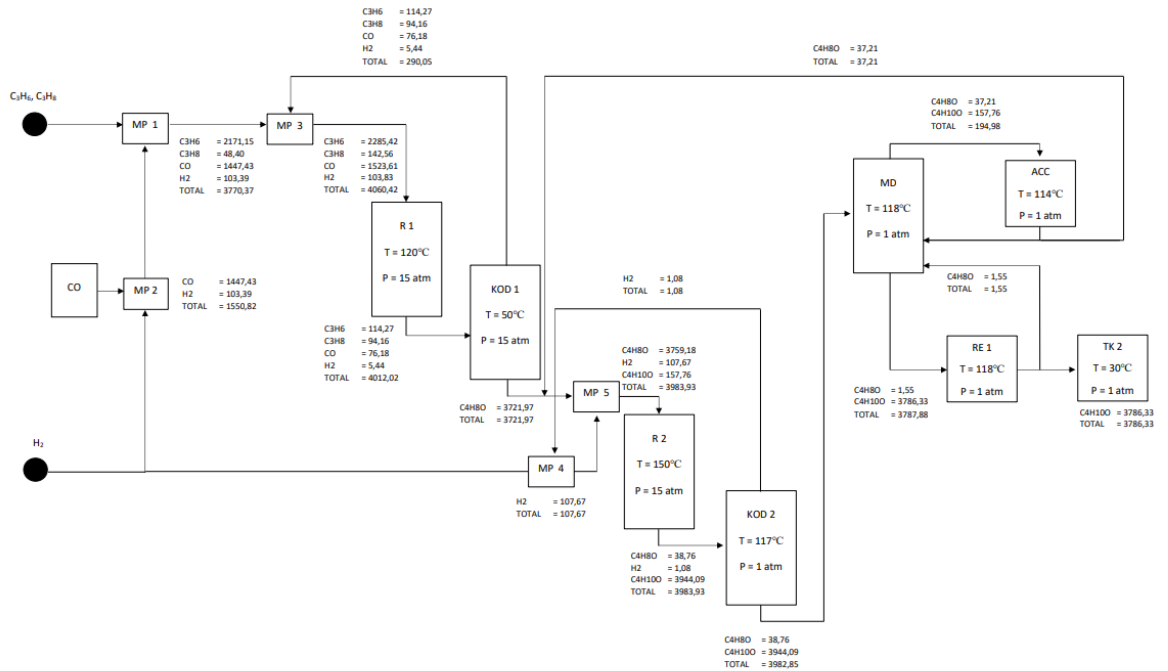 C3H6 = 114,27
C3H8 = 94,16
CO = 76,18
H2 = 5,44
TOTAL = 290,05
C4H8O = 37,21
TOTAL = 37,21
C₃H₆, C₃H₈
MP 1
MP 3
C3H6 = 2171,15
C3H8 = 48,40
CO = 1447,43
H2 = 103,39
TOTAL = 3770,37
C3H6 = 2285,42
C3H8 = 142,56
CO = 1523,61
H2 = 103,83
TOTAL = 4060,42
C4H8O = 37,21
C4H10O = 157,76
TOTAL = 194,98
MD
T = 118℃
P = 1 atm
ACC
T = 114℃
P = 1 atm
R 1
T = 120℃
P = 15 atm
CO
MP 2
CO = 1447,43
H2 = 103,39
TOTAL = 1550,82
KOD 1
T = 50℃
P = 15 atm
H2 = 1,08
TOTAL = 1,08
C4H8O = 1,55
TOTAL = 1,55
C3H6 = 114,27
C3H8 = 94,16
CO = 76,18
H2 = 5,44
TOTAL = 4012,02
C4H8O = 3759,18
H2 = 107,67
C4H10O = 157,76
TOTAL = 3983,93
RE 1
T = 118℃
P = 1 atm
TK 2
T = 30℃
P = 1 atm
MP 5
C4H8O = 3721,97
TOTAL = 3721,97
C4H8O = 1,55
C4H10O = 3786,33
TOTAL = 3787,88
C4H10O = 3786,33
TOTAL = 3786,33
R 2
T = 150℃
P = 15 atm
H₂
MP 4
H2 = 107,67
TOTAL = 107,67
KOD 2
T = 117℃
P = 1 atm
C4H8O = 38,76
H2 = 1,08
C4H10O = 3944,09
TOTAL = 3983,93
C4H8O = 38,76
C4H10O = 3944,09
TOTAL = 3982,85